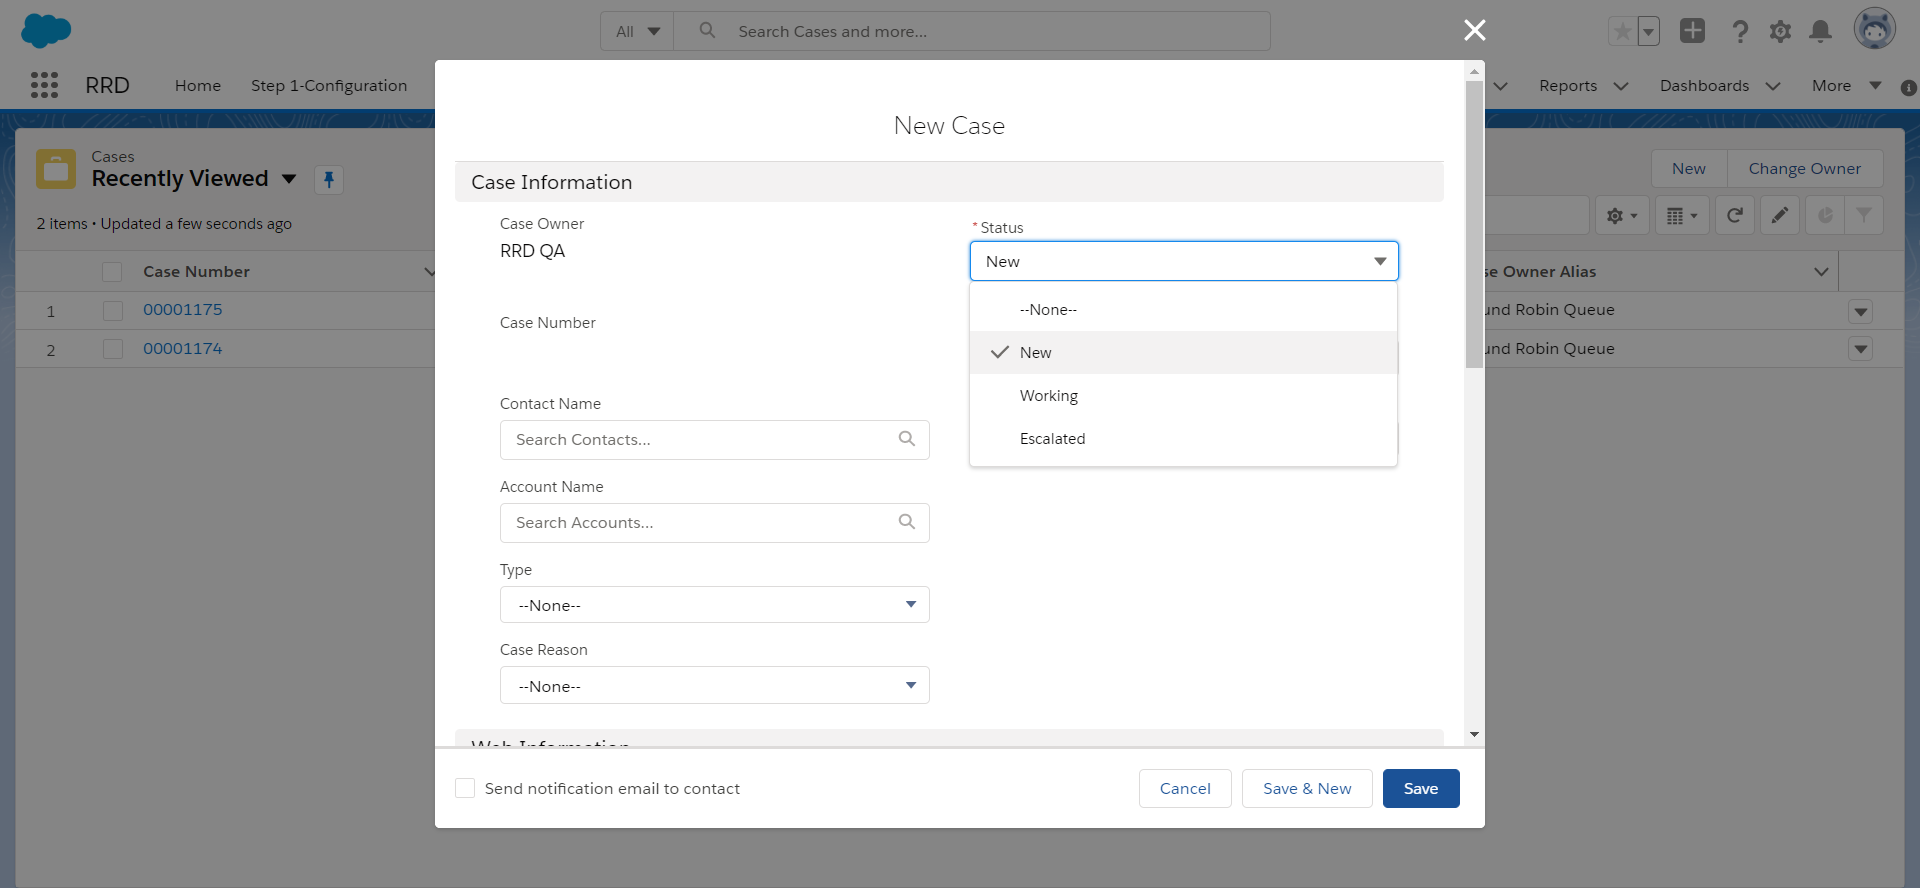 All
Search Cases and more...
RRD
Home
Step 1-Configuration
Reports
Dashboards
More
Cases
Recently Viewed
2 items • Updated a few seconds ago
New
Change Owner
Case Number
se Owner Alias
1
00001175
und Robin Queue
2
00001174
und Robin Queue
New Case
Case Information
Case Owner
RRD QA
* Status
New
--None--
New
Working
Escalated
Case Number
Contact Name
Search Contacts...
Account Name
Search Accounts...
Type
--None--
Case Reason
--None--
Web Information
Send notification email to contact
Cancel
Save & New
Save